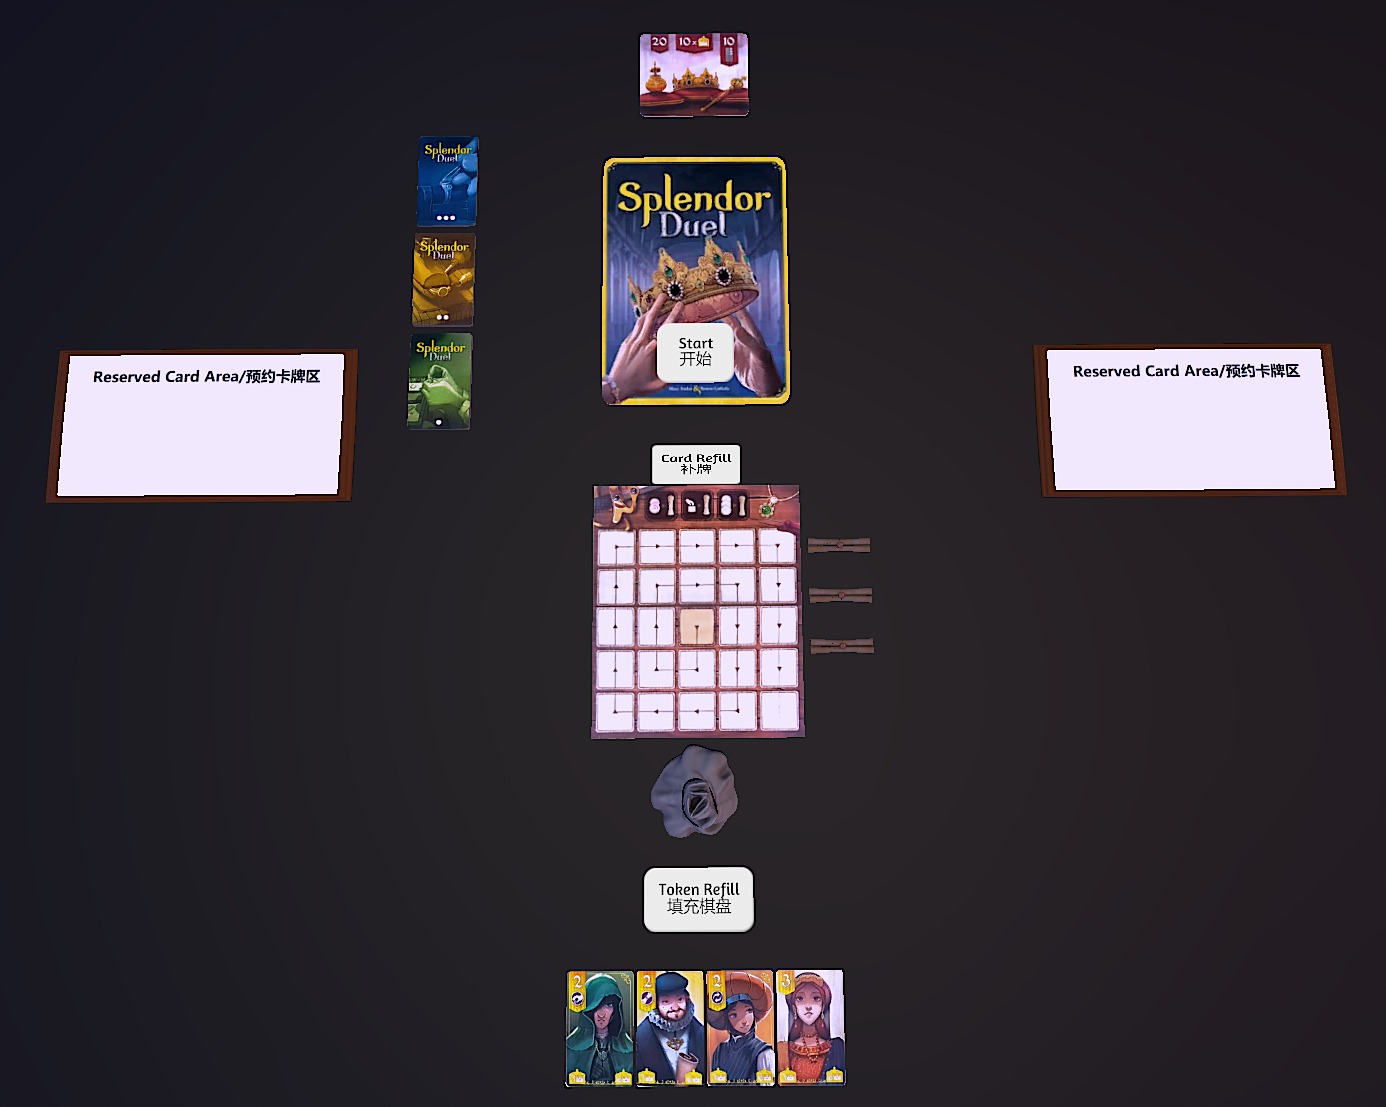 20 10x 10
Splendor
Duel
Splendor
Duel
Splendor
Duel
Splendor
Duel
Start
开始
Reserved Card Area/预约卡牌区
Reserved Card Area/预约卡牌区
Card Refill
补牌
Token Refill
填充棋盘
2
2
2
3